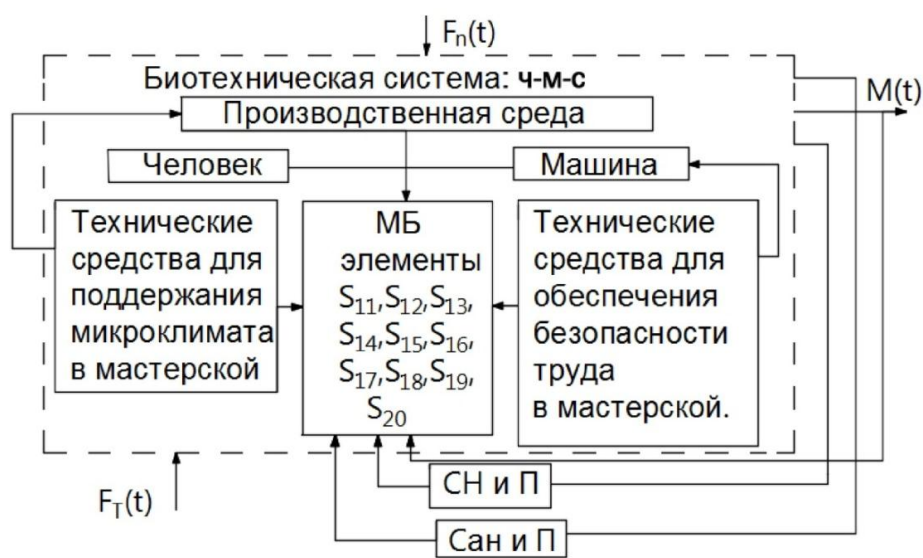 Fn(t)
Биотехническая система: ч-м-с
M(t)
Производственная среда
Человек
Машина
Технические
средства для
поддержания
микроклимата
в мастерской
МБ
элементы
S11,S12,S13,
S14,S15,S16,
S17,S18,S19,
S20
Технические
средства для
обеспечения
безопасности
труда
в мастерской.
FT(t)
СН и П
Сан и П